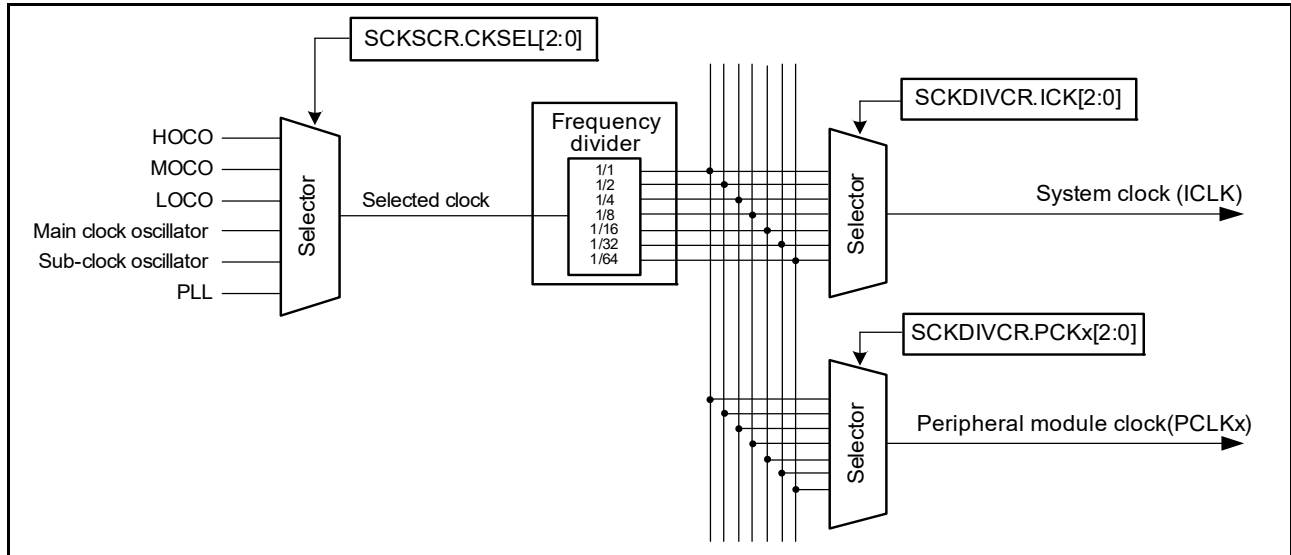 SCKSCR.CKSEL[2:0]
HOCO
MOCO
LOCO
Main clock oscillator
Sub-clock oscillator
PLL
Selector
Selected clock
Frequency
divider
1/1
1/2
1/4
1/8
1/16
1/32
1/64
SCKDIVCR.ICK[2:0]
Selector
System clock (ICLK)
SCKDIVCR.PCKx[2:0]
Selector
Peripheral module clock(PCLKx)